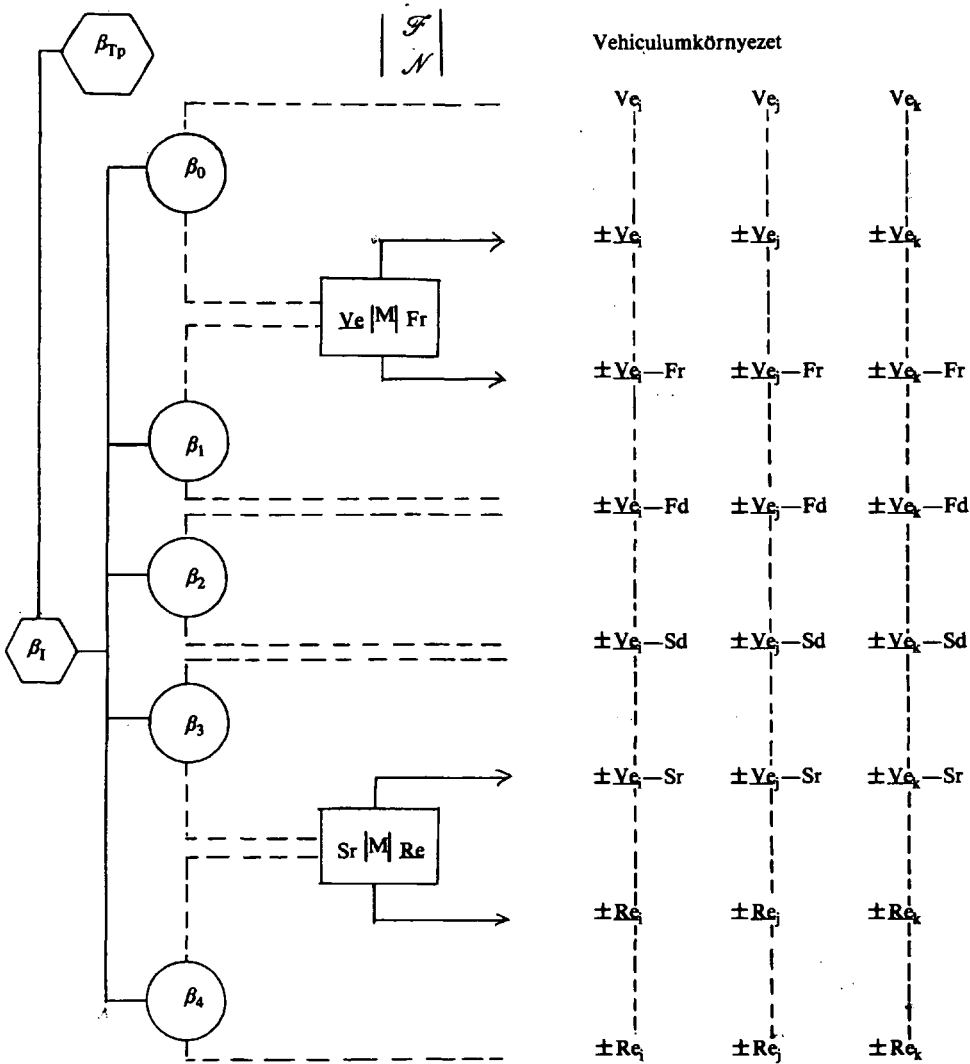 β_Tp
ℱ
𝒩
Vehiculumkörnyezet
Ve_i Ve_j Ve_k
β_0
±Ve_i ±Ve_j ±Ve_k
Ve |M| Fr
±Ve_i—Fr ±Ve_j—Fr ±Ve_k—Fr
β_1
±Ve_i—Fd ±Ve_j—Fd ±Ve_k—Fd
β_2
β_I
±Ve_i—Sd ±Ve_j—Sd ±Ve_k—Sd
β_3
±Ve_i—Sr ±Ve_j—Sr ±Ve_k—Sr
Sr |M| Re
±Re_i ±Re_j ±Re_k
β_4
±Re_i ±Re_j ±Re_k